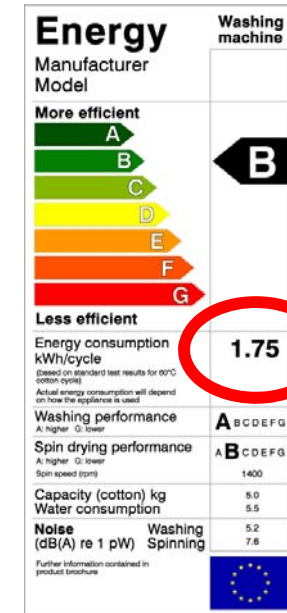 Energy
Washing
machine
Manufacturer
Model
More efficient
A
B
B
C
D
E
F
G
Less efficient
Energy consumption
kWh/cycle
1.75
(based on standard test results for 60°C
cotton cycle)
Actual energy consumption will depend
on how the appliance is used
Washing performance
A: higher G: lower
ABCDEFG
Spin drying performance
A: higher G: lower
ABCDEFG
Spin speed (rpm)
1400
Capacity (cotton) kg
5.0
Water consumption
5.5
Noise Washing
5.2
(dB(A) re 1 pW) Spinning
7.6
Further information contained in
product brochure